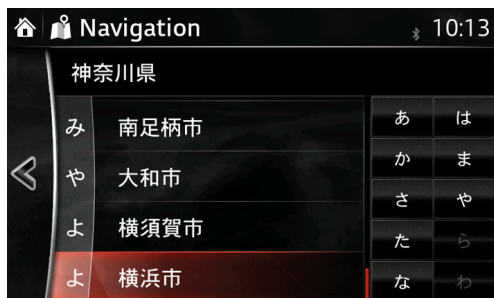 Navigation 10:13
神奈川県
み 南足柄市
や 大和市
よ 横須賀市
よ 横浜市
あ は
か ま
さ や
た ら
な わ